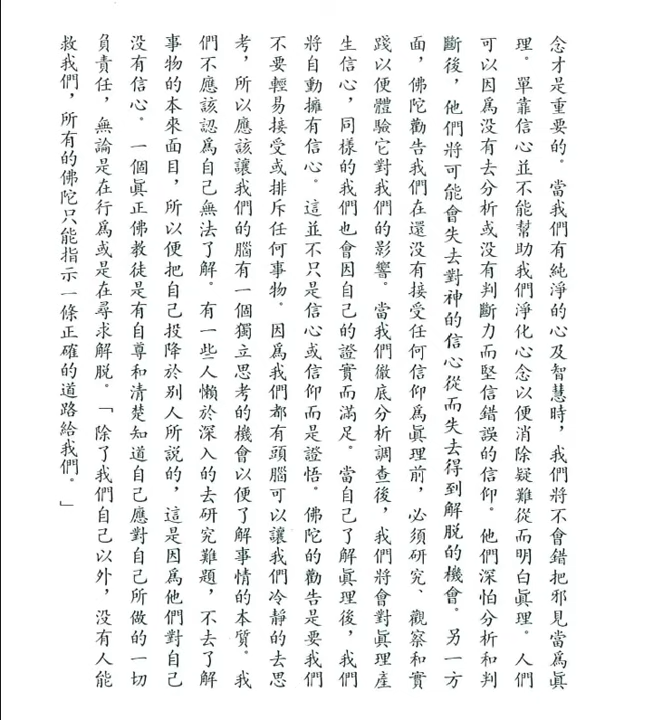 念才是重要的。當我們有純淨的心及智慧時，我們將不會錯把邪見當爲眞
理。單靠信心並不能幫助我們淨化心念以便消除疑難從而明白眞理。人們
可以因爲没有去分析或没有判斷力而堅信錯誤的信仰。他們深怕分析和判
斷後，他們將可能會失去對神的信心從而失去得到解脱的機會。另一方
面，佛陀勸告我們在還没有接受任何信仰爲眞理前，必須研究、觀察和實
踐以便體驗它對我們的影響。當我們徹底分析調查後，我們將會對眞理產
生信心，同樣的我們也會因自己的證實而滿足。當自己了解眞理後，我們
將自動擁有信心。這並不只是信心或信仰而是證悟。佛陀的勸告是要我們
不要輕易接受或排斥任何事物。因爲我們都有頭腦可以讓我們冷靜的去思
考，所以應該讓我們的腦有一個獨立思考的機會以便了解事情的本質。我
們不應該認爲自己無法了解。有一些人懶於深入的去研究難題，不去了解
事物的本來面目，所以便把自己投降於別人所說的，這是因爲他們對自己
没有信心。一個眞正佛教徒是有自尊和清楚知道自己應對自己所做的一切
負責任，無論是在行爲或是在尋求解脱。「除了我們自己以外，没有人能
救我們，所有的佛陀只能指示一條正確的道路給我們。」